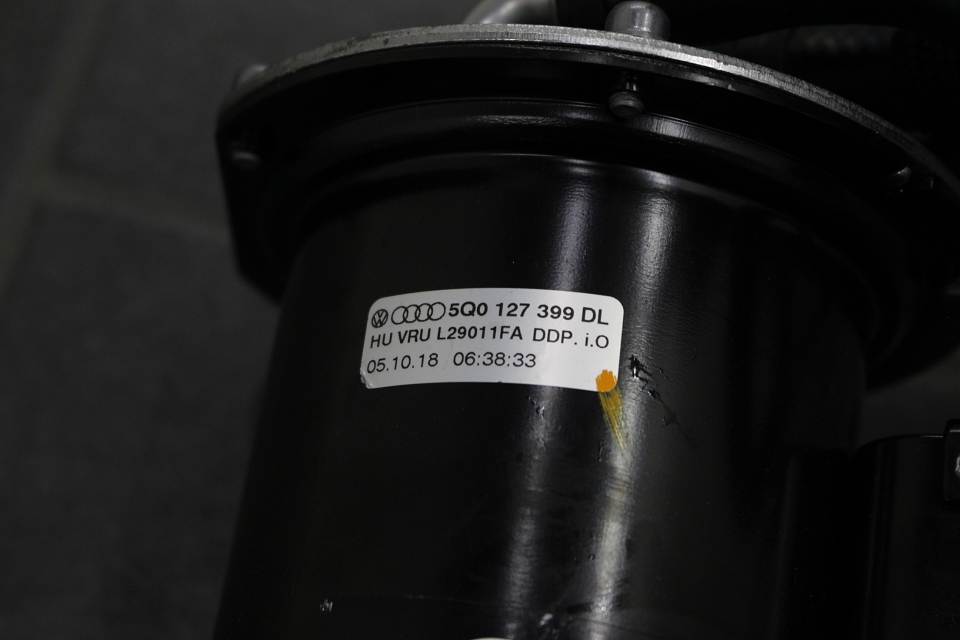 5Q0 127 399 DL
HU VRU L29011FA DDP. i.O
05.10.18 06:38:33